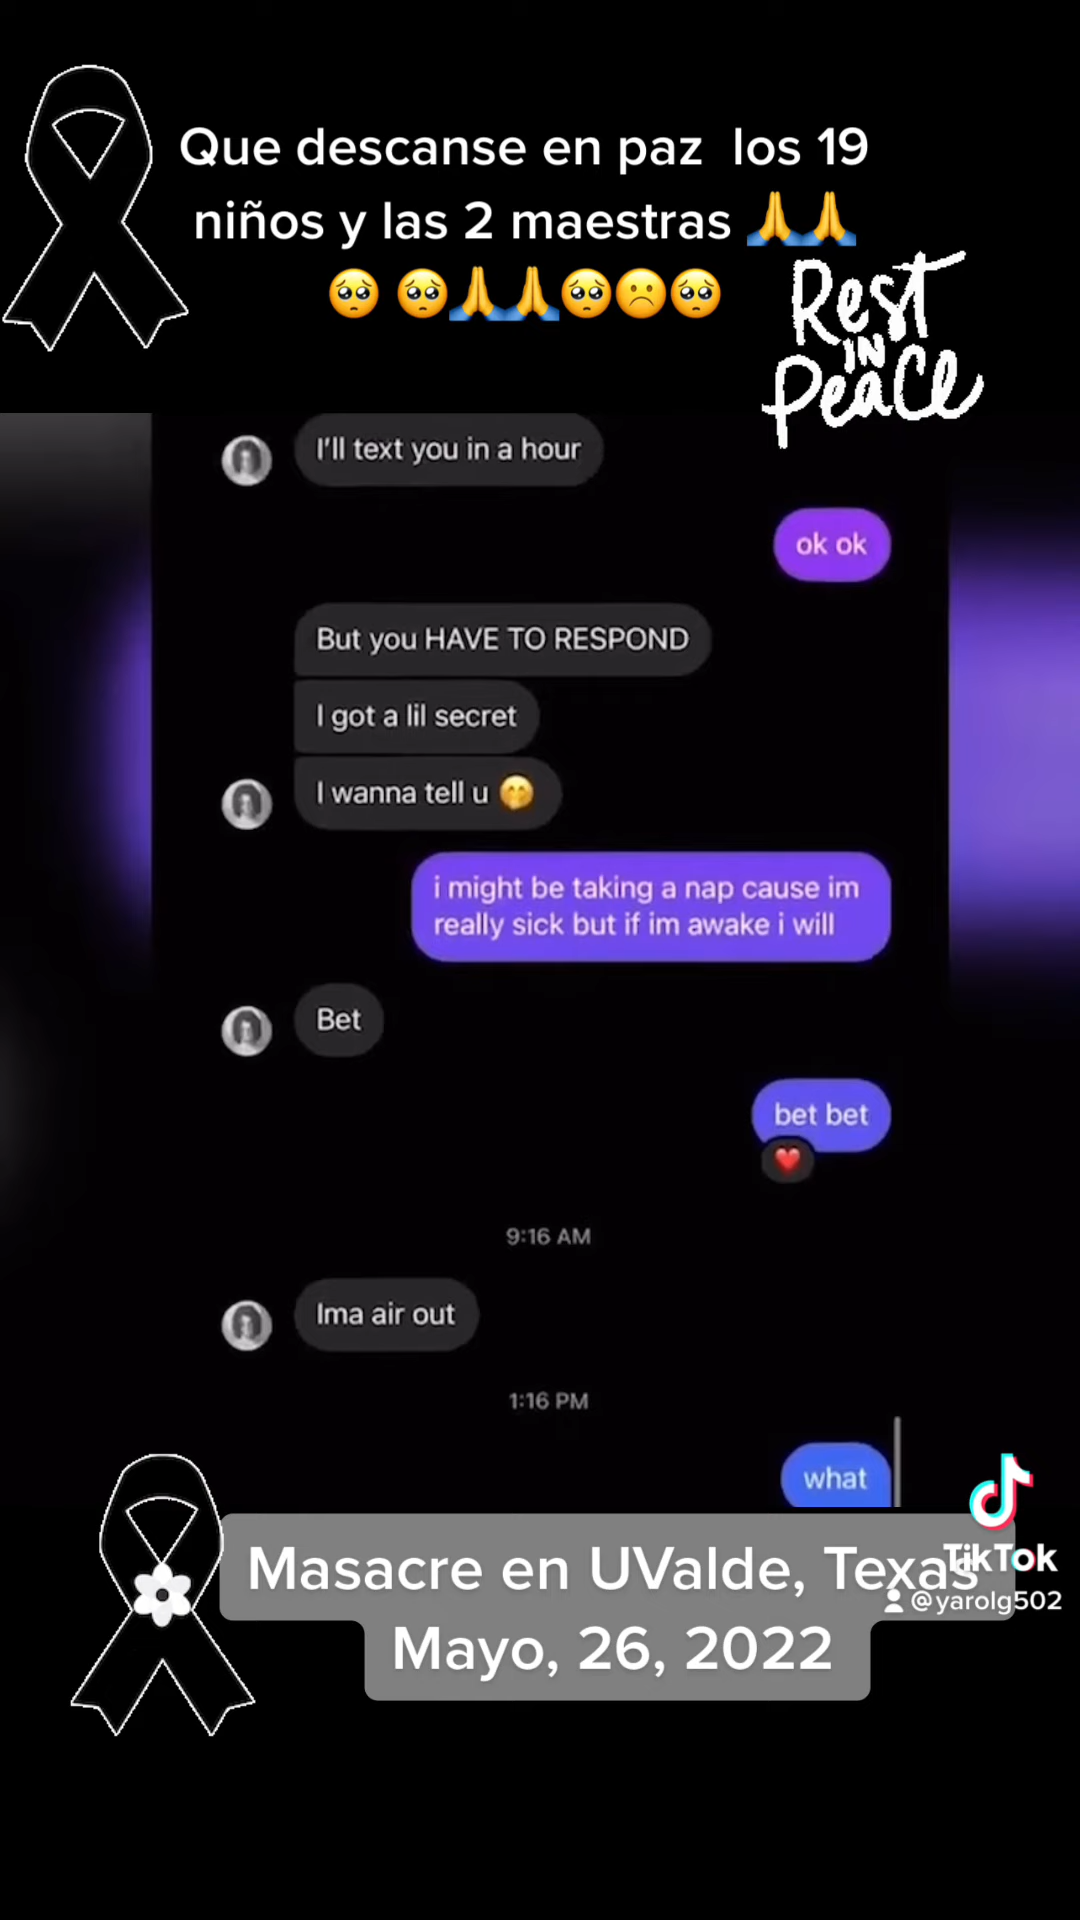 Que descanse en paz los 19
niños y las 2 maestras 🙏🙏
🥺 🥺🙏🙏🥺☹️🥺
Rest
IN
Peace
I'll text you in a hour
ok ok
But you HAVE TO RESPOND
I got a lil secret
I wanna tell u 🤭
i might be taking a nap cause im
really sick but if im awake i will
Bet
bet bet
❤️
9:16 AM
Ima air out
1:16 PM
what
Masacre en UValde, Texas
Mayo, 26, 2022
TikTok
@yarolg502